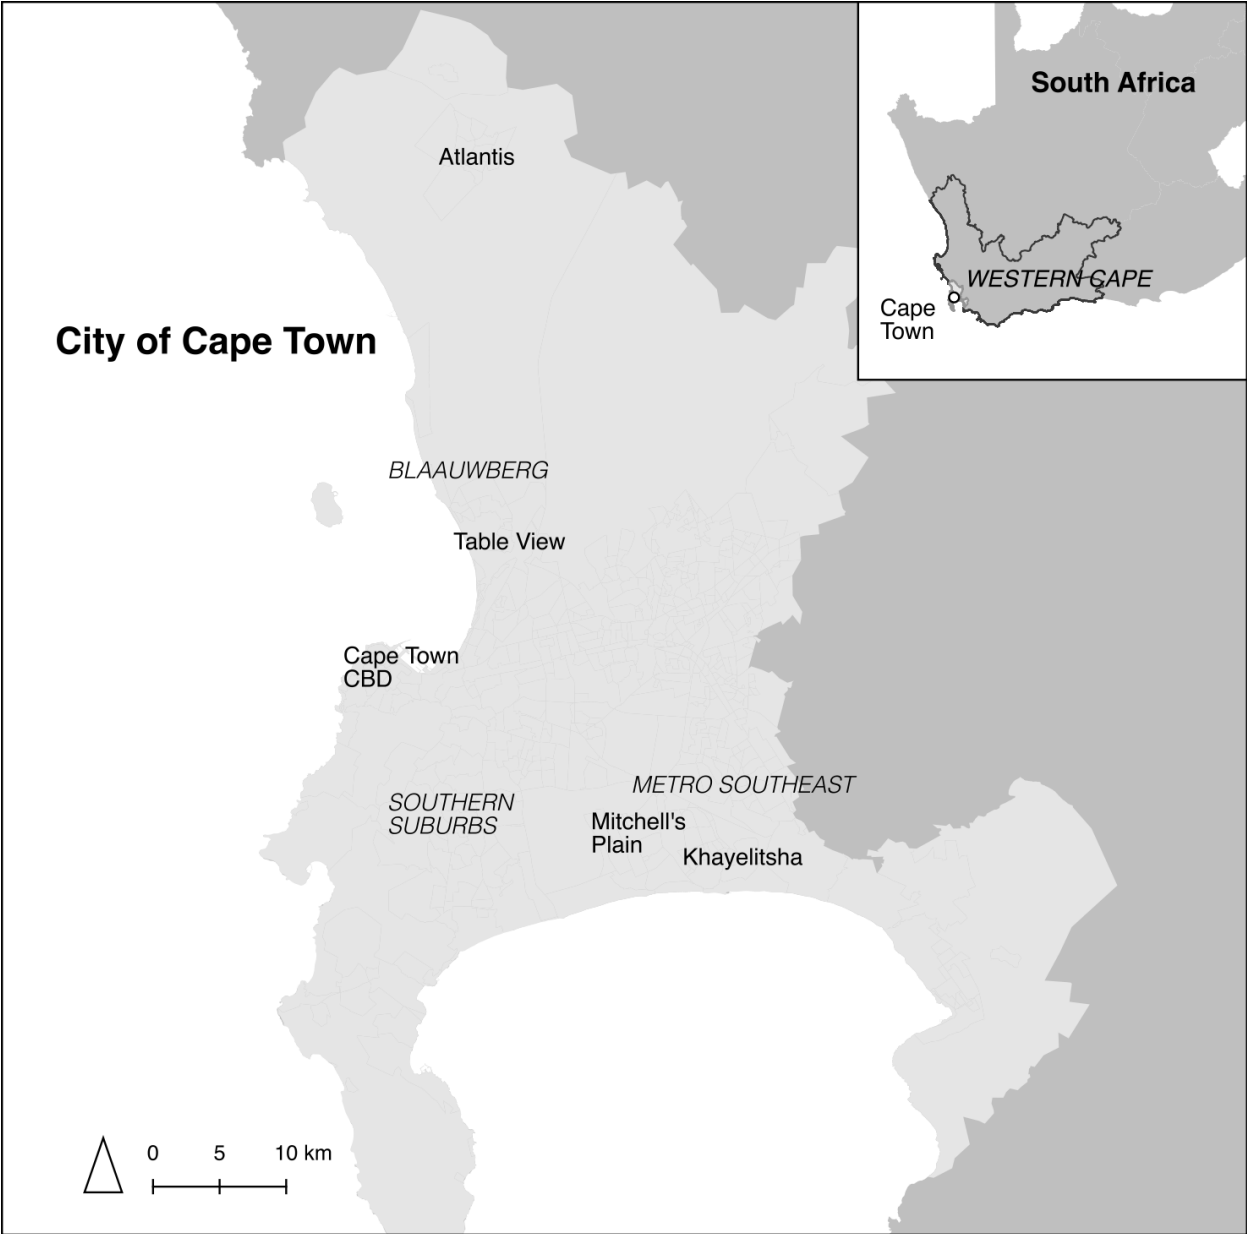 South Africa
Atlantis
WESTERN CAPE
Cape
Town
City of Cape Town
BLAAUWBERG
Table View
Cape Town
CBD
METRO SOUTHEAST
SOUTHERN
SUBURBS
Mitchell's
Plain
Khayelitsha
0 5 10 km